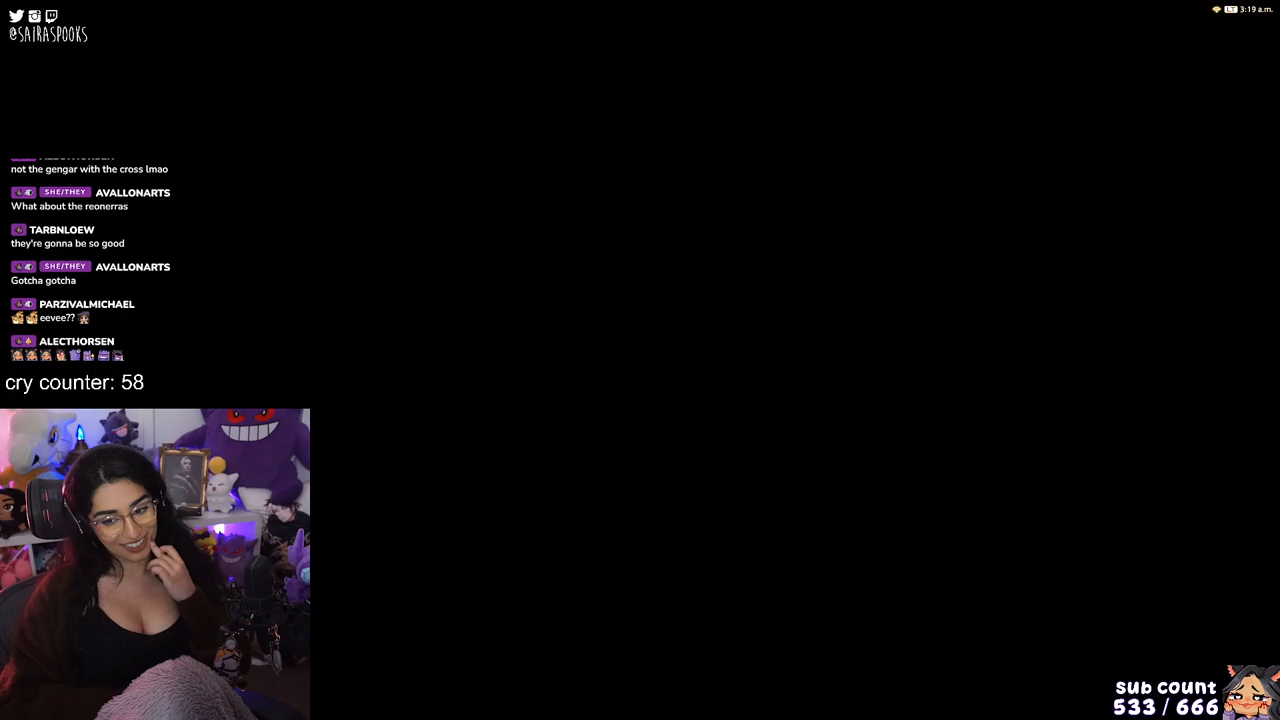 @SAIRASPOOKS
LT 3:19 a.m.
not the gengar with the cross lmao
SHE/THEY AVALLONARTS
What about the reonerras
TARBNLOEW
they're gonna be so good
SHE/THEY AVALLONARTS
Gotcha gotcha
PARZIVALMICHAEL
eevee??
ALECTHORSEN
cry counter: 58
sub count
533 / 666